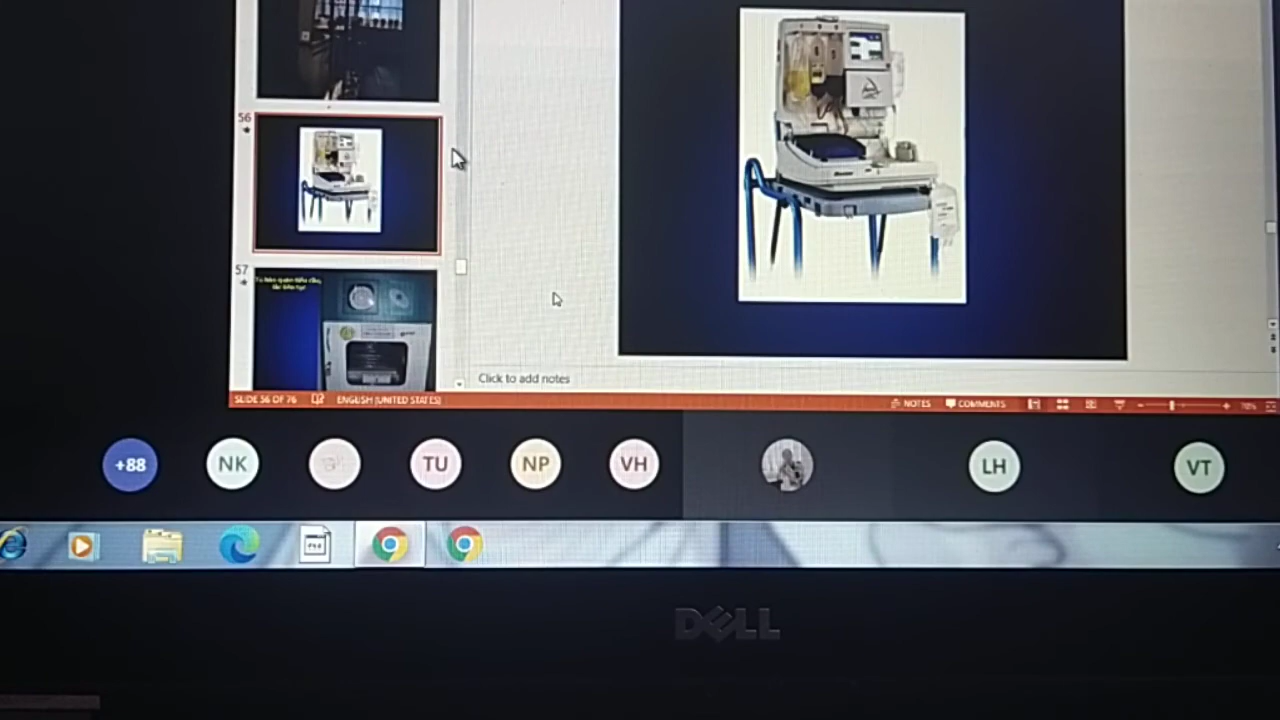 56
57
Click to add notes
SLIDE 56 OF 76
ENGLISH (UNITED STATES)
NOTES
COMMENTS
78%
+88
NK
TU
NP
VH
LH
VT
DELL